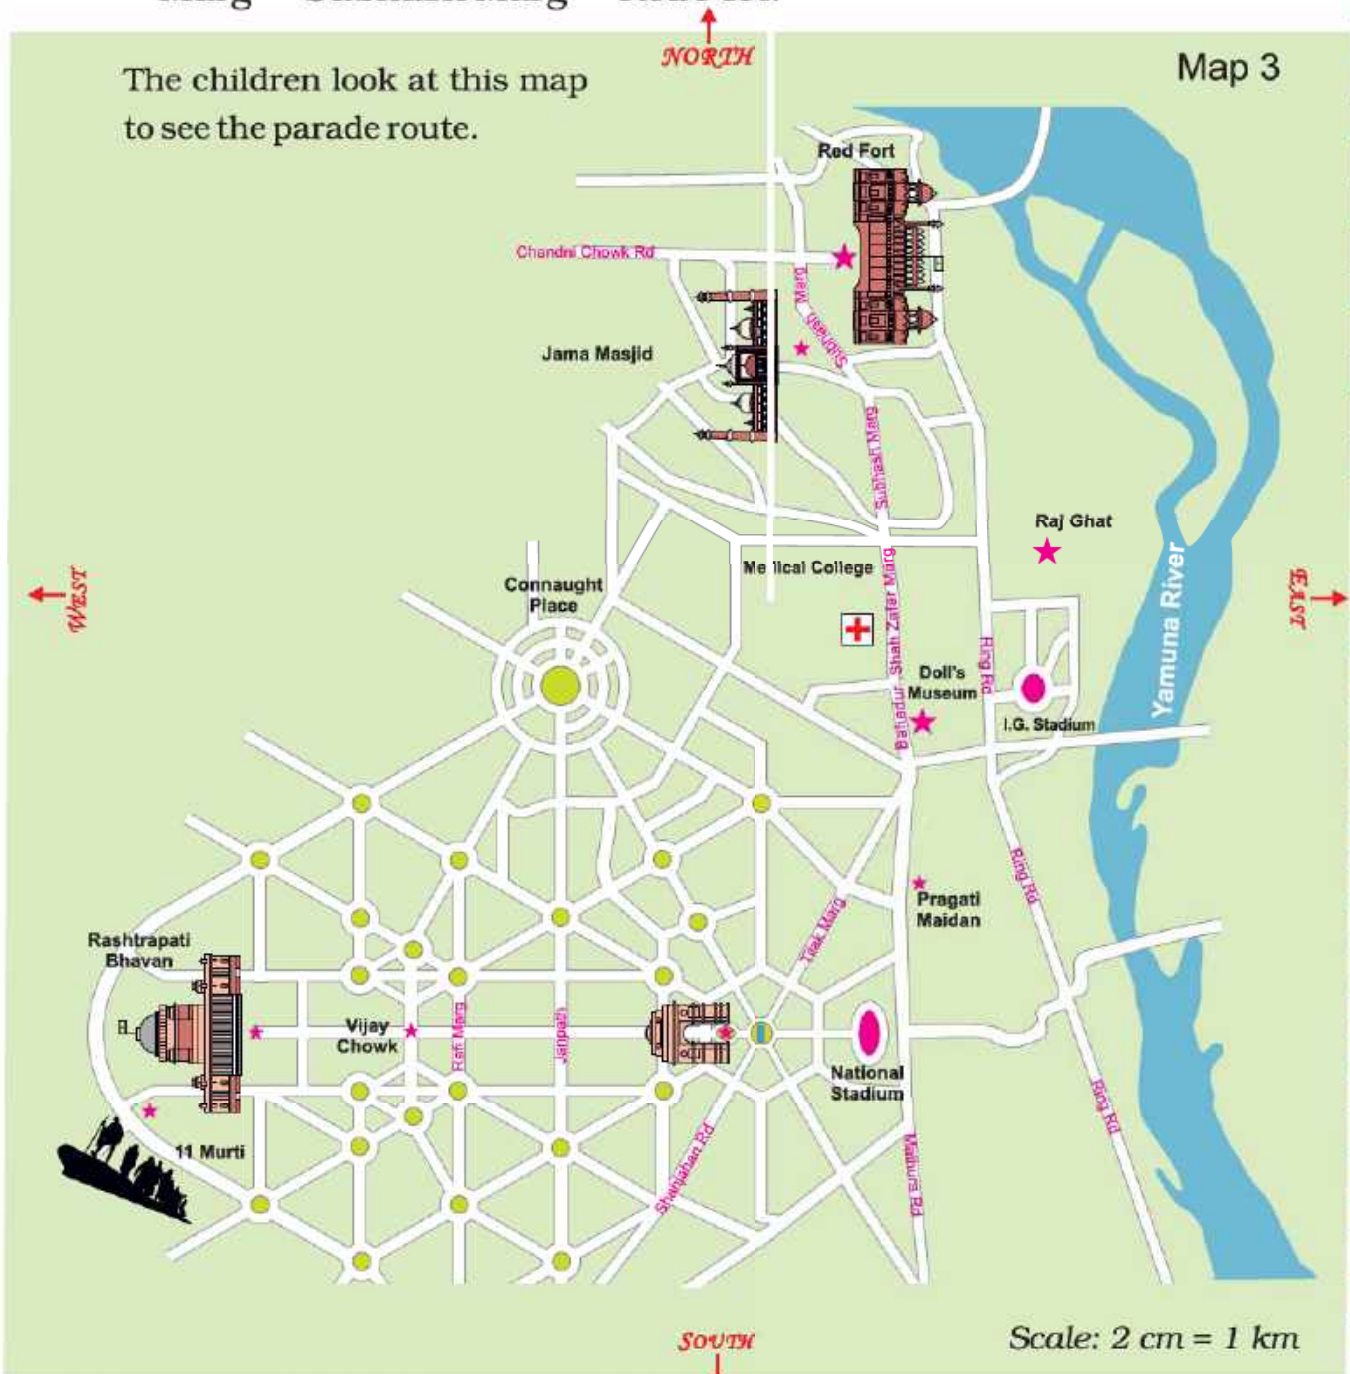 NORTH
Map 3
The children look at this map
to see the parade route.
Red Fort
Chandni Chowk Rd
Marg
Subhash
Jama Masjid
Subhash Marg
Raj Ghat
Medical College
WEST
EAST
Connaught
Place
Bahadur Shah Zafar Marg
Ring Rd
Yamuna River
Doll's
Museum
I.G. Stadium
Ring Rd
Pragati
Maidan
Tilak Marg
Rashtrapati
Bhavan
Vijay
Chowk
Rafi Marg
Janpath
National
Stadium
Ring Rd
11 Murti
Shahjahan Rd
Mathura Rd
SOUTH
Scale: 2 cm = 1 km